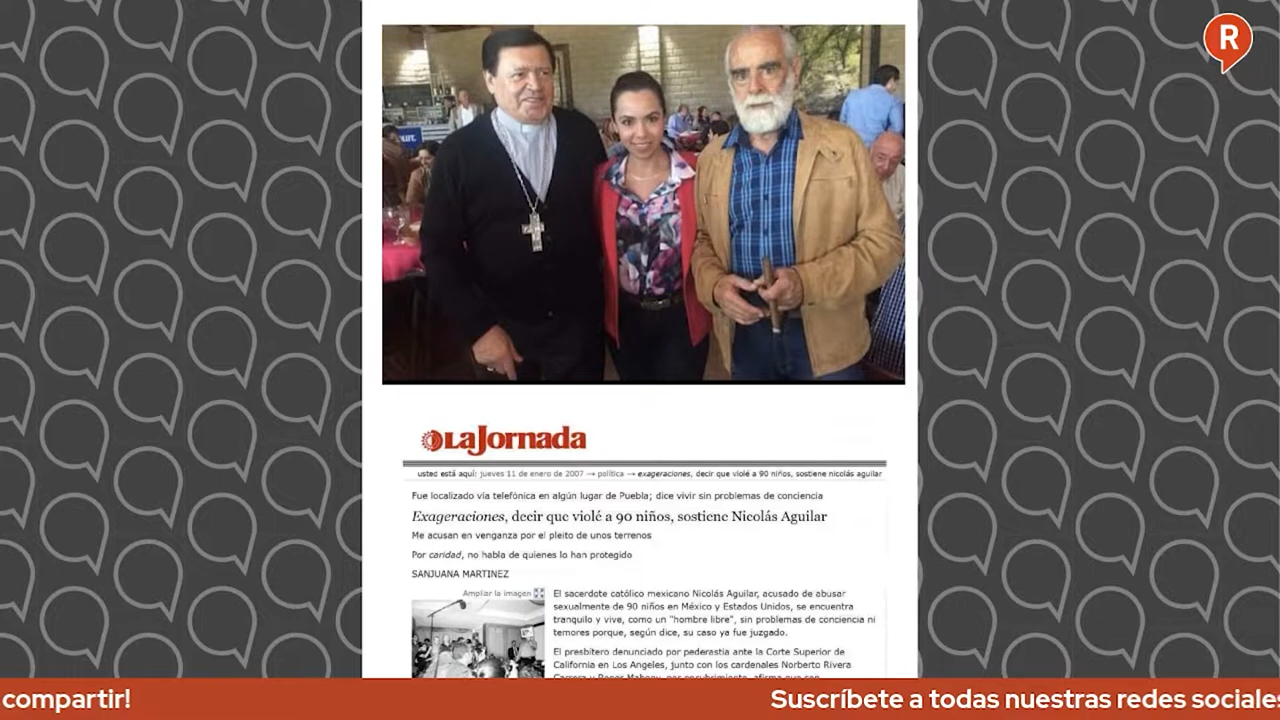 R
LaJornada
usted está aquí: jueves 11 de enero de 2007 → política → exageraciones, decir que violé a 90 niños, sostiene nicolás aguilar
Fue localizado vía telefónica en algún lugar de Puebla; dice vivir sin problemas de conciencia
Exageraciones, decir que violé a 90 niños, sostiene Nicolás Aguilar
Me acusan en venganza por el pleito de unos terrenos
Por caridad, no habla de quienes lo han protegido
SANJUANA MARTINEZ
Ampliar la imagen
El sacerdote católico mexicano Nicolás Aguilar, acusado de abusar
sexualmente de 90 niños en México y Estados Unidos, se encuentra
tranquilo y vive, como un "hombre libre", sin problemas de conciencia ni
temores porque, según dice, su caso ya fue juzgado.
El presbítero denunciado por pederastia ante la Corte Superior de
California en Los Angeles, junto con los cardenales Norberto Rivera
compartir!
Suscríbete a todas nuestras redes sociales